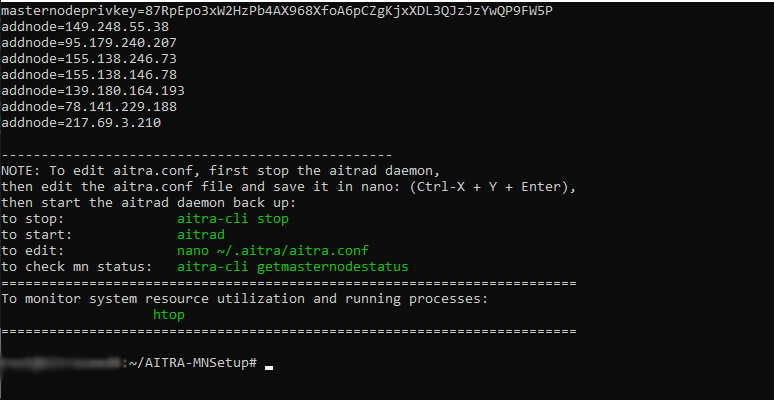 masternodeprivkey=87RpEpo3xW2HzPb4AX968XfoA6pCZgKjxXDL3QJzJzYwQP9FW5P
addnode=149.248.55.38
addnode=95.179.240.207
addnode=155.138.246.73
addnode=155.138.146.78
addnode=139.180.164.193
addnode=78.141.229.188
addnode=217.69.3.210
-------------------------------------------------
NOTE: To edit aitra.conf, first stop the aitrad daemon,
then edit the aitra.conf file and save it in nano: (Ctrl-X + Y + Enter),
then start the aitrad daemon back up:
to stop: aitra-cli stop
to start: aitrad
to edit: nano ~/.aitra/aitra.conf
to check mn status: aitra-cli getmasternodestatus
========================================================================
To monitor system resource utilization and running processes:
htop
========================================================================
:~/AITRA-MNSetup#